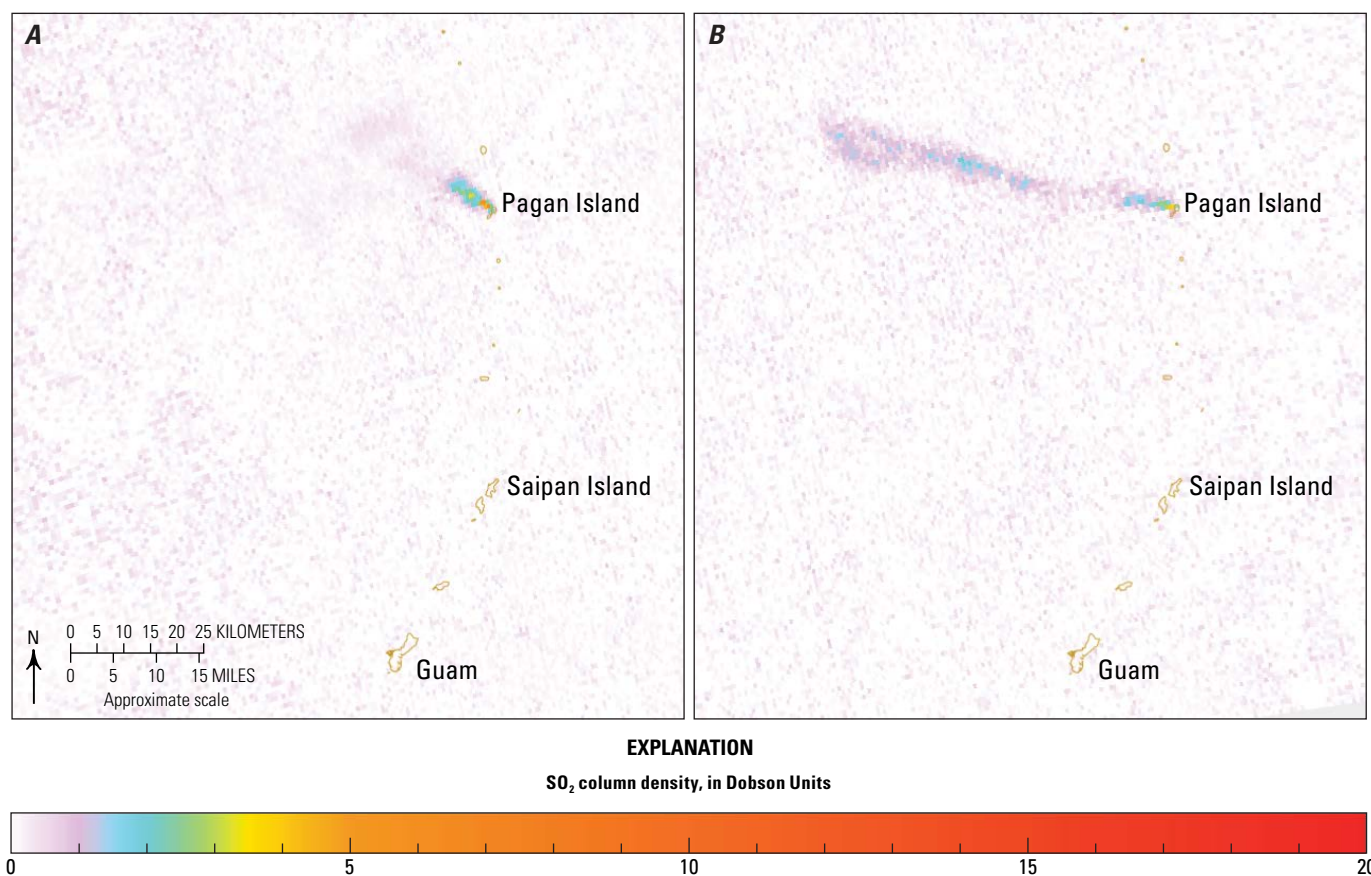 A
B
Pagan Island
Pagan Island
Saipan Island
Saipan Island
Guam
Guam
N
0 5 10 15 20 25 KILOMETERS
0 5 10 15 MILES
Approximate scale
EXPLANATION
SO₂ column density, in Dobson Units
0 5 10 15 20